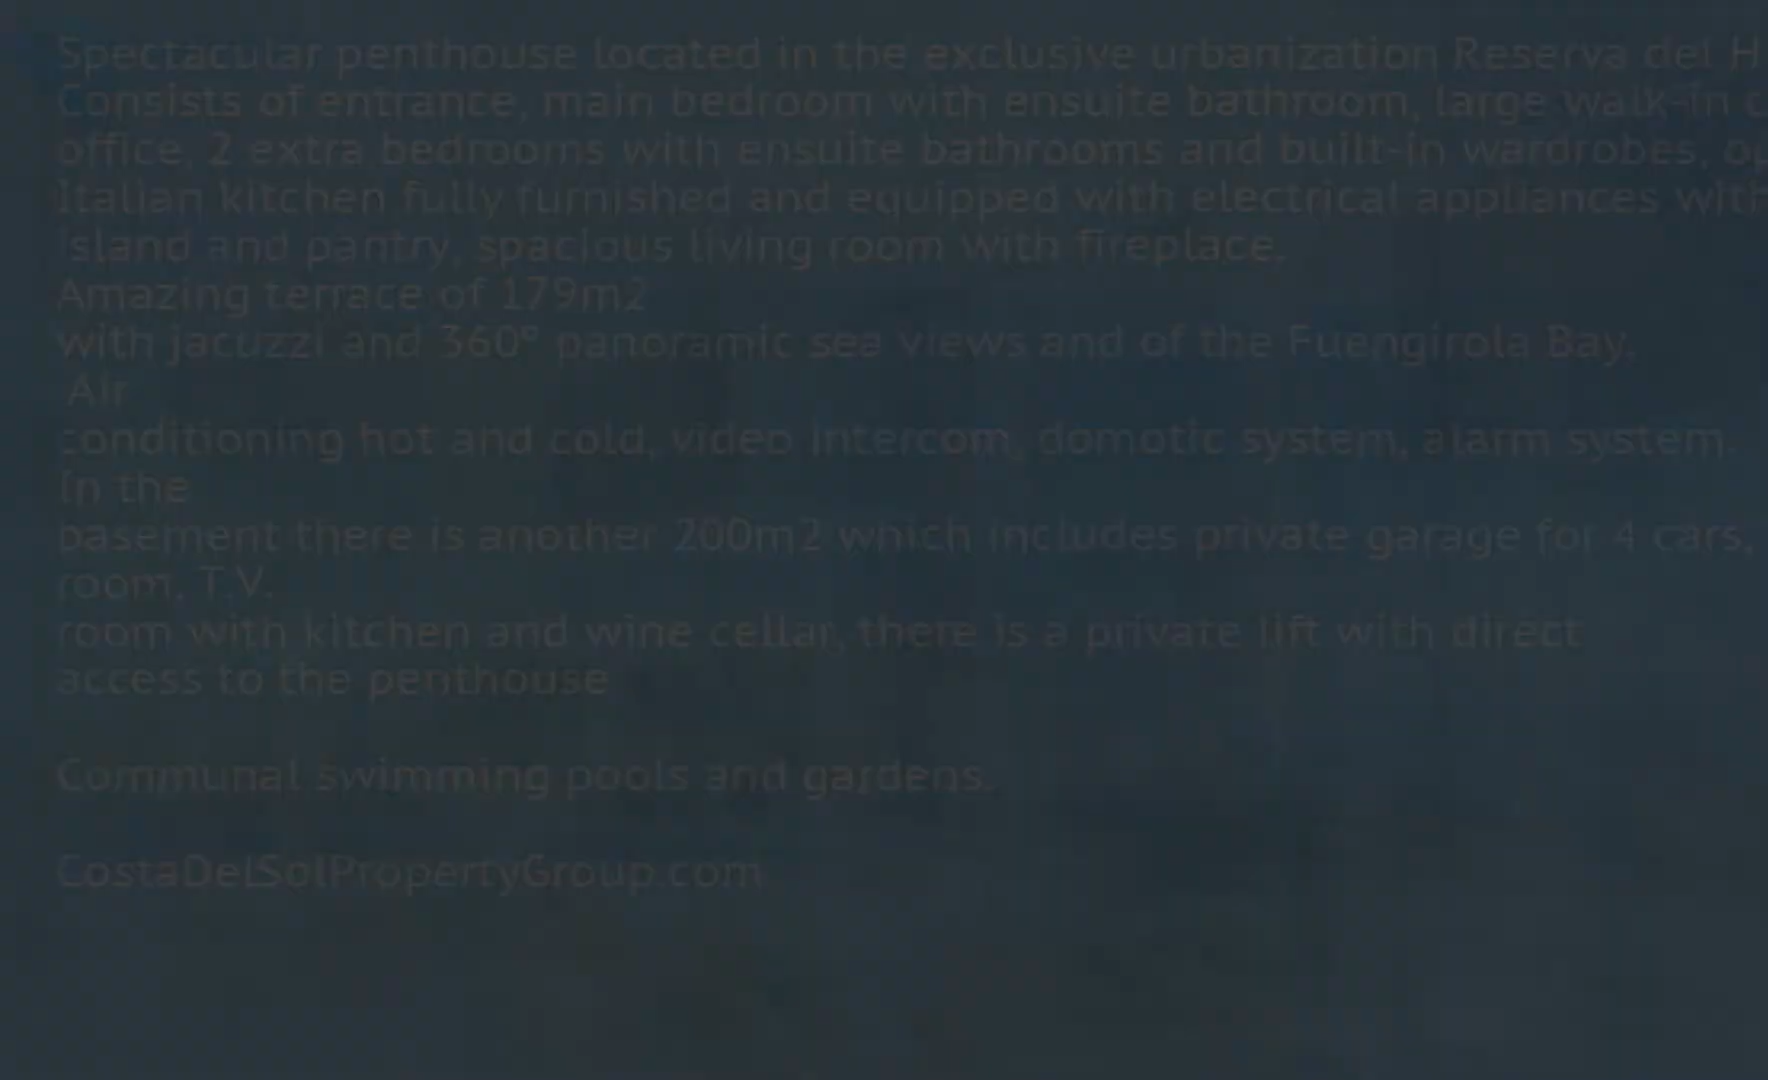 Spectacular penthouse located in the exclusive urbanization Reserva del H
Consists of entrance, main bedroom with ensuite bathroom, large walk-in c
office, 2 extra bedrooms with ensuite bathrooms and built-in wardrobes, op
Italian kitchen fully furnished and equipped with electrical appliances with
island and pantry, spacious living room with fireplace.
Amazing terrace of 179m2
with jacuzzi and 360º panoramic sea views and of the Fuengirola Bay.
Air
conditioning hot and cold, video intercom, domotic system, alarm system.
In the
basement there is another 200m2 which includes private garage for 4 cars,
room, T.V.
room with kitchen and wine cellar, there is a private lift with direct
access to the penthouse
Communal swimming pools and gardens.
CostaDelSolPropertyGroup.com